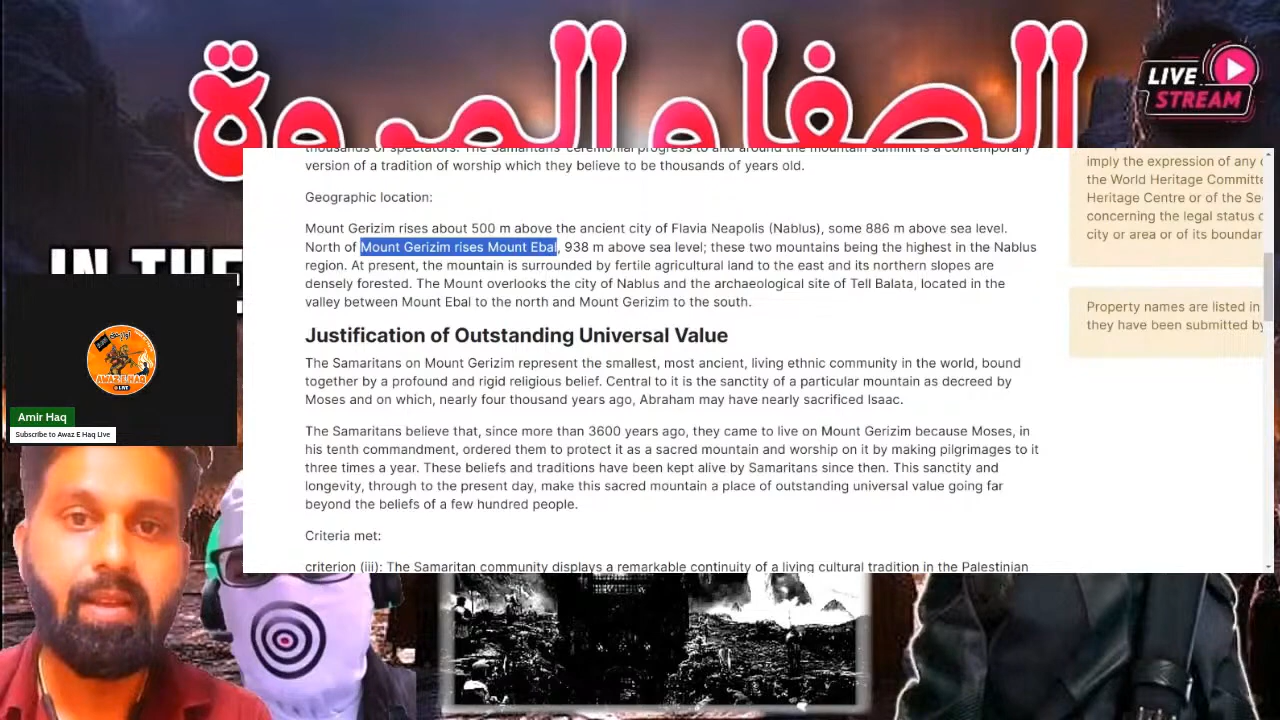 الصفا و المروة
LIVE
STREAM
thousands of spectators. The Samaritans' ceremonial progress to and around the mountain summit is a contemporary
version of a tradition of worship which they believe to be thousands of years old.
Geographic location:
Mount Gerizim rises about 500 m above the ancient city of Flavia Neapolis (Nablus), some 886 m above sea level.
North of Mount Gerizim rises Mount Ebal, 938 m above sea level; these two mountains being the highest in the Nablus
region. At present, the mountain is surrounded by fertile agricultural land to the east and its northern slopes are
densely forested. The Mount overlooks the city of Nablus and the archaeological site of Tell Balata, located in the
valley between Mount Ebal to the north and Mount Gerizim to the south.
Justification of Outstanding Universal Value
The Samaritans on Mount Gerizim represent the smallest, most ancient, living ethnic community in the world, bound
together by a profound and rigid religious belief. Central to it is the sanctity of a particular mountain as decreed by
Moses and on which, nearly four thousand years ago, Abraham may have nearly sacrificed Isaac.
The Samaritans believe that, since more than 3600 years ago, they came to live on Mount Gerizim because Moses, in
his tenth commandment, ordered them to protect it as a sacred mountain and worship on it by making pilgrimages to it
three times a year. These beliefs and traditions have been kept alive by Samaritans since then. This sanctity and
longevity, through to the present day, make this sacred mountain a place of outstanding universal value going far
beyond the beliefs of a few hundred people.
Criteria met:
criterion (iii): The Samaritan community displays a remarkable continuity of a living cultural tradition in the Palestinian
imply the expression of any
the World Heritage Committe
Heritage Centre or of the Se
concerning the legal status
city or area or of its boundar
Property names are listed in
they have been submitted by
IN THE
AWAZ E HAQ
LIVE
Amir Haq
Subscribe to Awaz E Haq Live